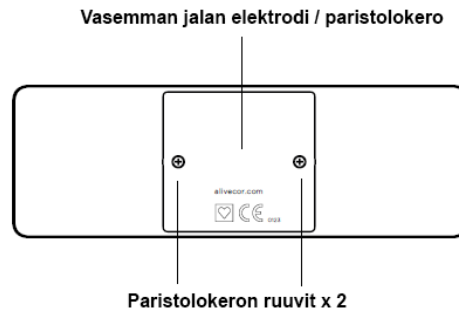 Vasemman jalan elektrodi / paristolokero
alivecor.com
CE 0123
Paristolokeron ruuvit x 2